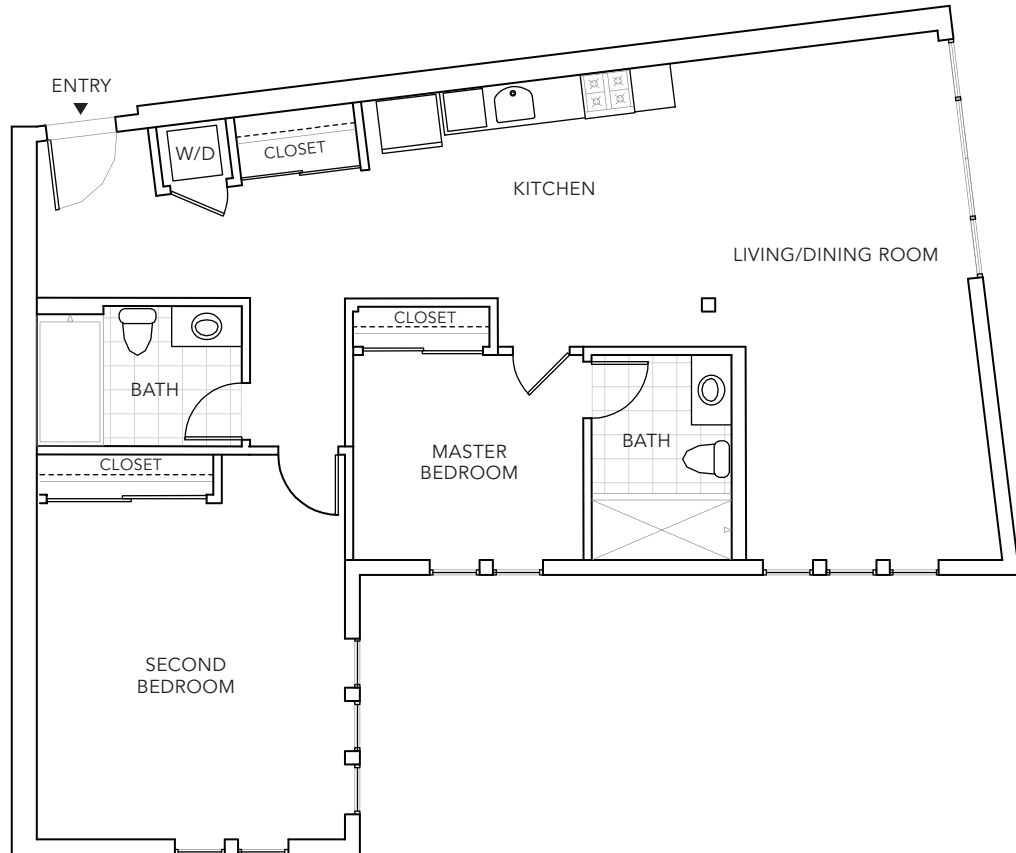 ENTRY
W/D
CLOSET
KITCHEN
LIVING/DINING ROOM
CLOSET
BATH
MASTER
BEDROOM
BATH
CLOSET
SECOND
BEDROOM